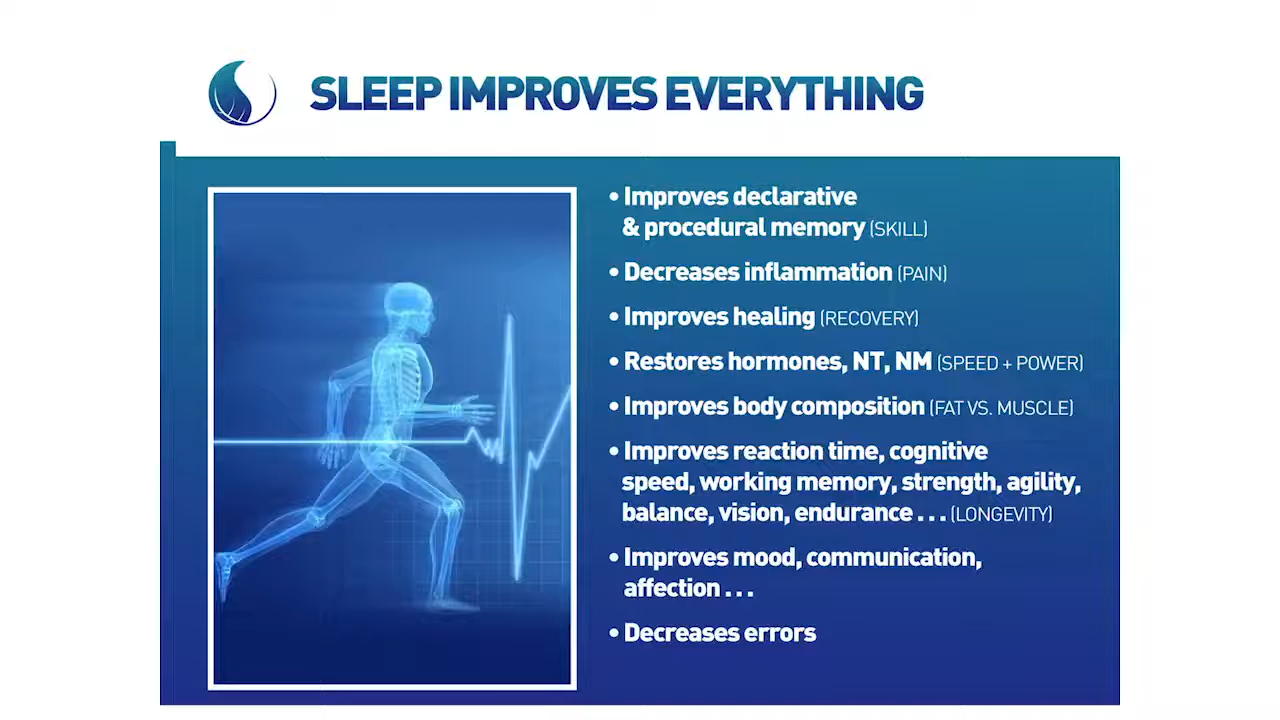 SLEEP IMPROVES EVERYTHING
• Improves declarative
& procedural memory (SKILL)
• Decreases inflammation (PAIN)
• Improves healing (RECOVERY)
• Restores hormones, NT, NM (SPEED + POWER)
• Improves body composition (FAT VS. MUSCLE)
• Improves reaction time, cognitive
speed, working memory, strength, agility,
balance, vision, endurance . . . (LONGEVITY)
• Improves mood, communication,
affection . . .
• Decreases errors